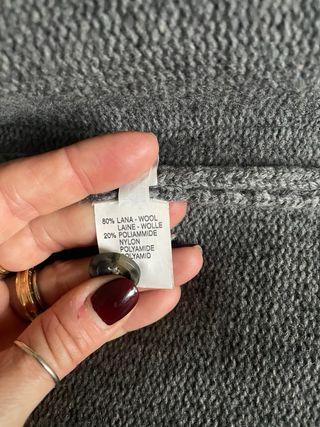 80% LANA - WOOL
LAINE - WOLLE
20% POLIAMMIDE
NYLON
POLYAMIDE
POLYAMID